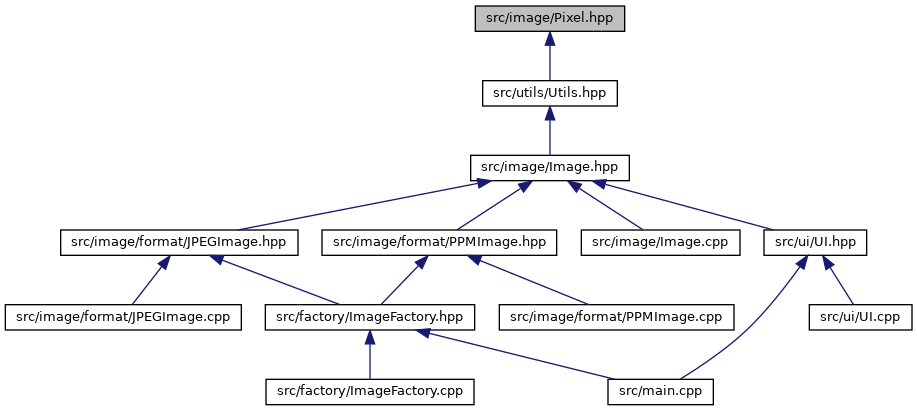 src/image/Pixel.hpp
src/utils/Utils.hpp
src/image/Image.hpp
src/image/format/JPEGImage.hpp
src/image/format/PPMImage.hpp
src/image/Image.cpp
src/ui/UI.hpp
src/image/format/JPEGImage.cpp
src/factory/ImageFactory.hpp
src/image/format/PPMImage.cpp
src/ui/UI.cpp
src/factory/ImageFactory.cpp
src/main.cpp